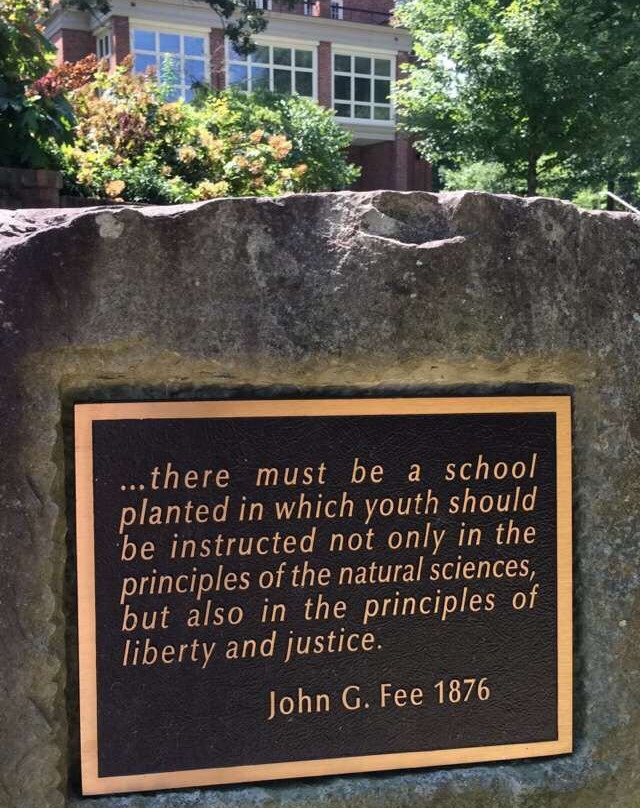 ...there must be a school
planted in which youth should
be instructed not only in the
principles of the natural sciences,
but also in the principles of
liberty and justice.
John G. Fee 1876